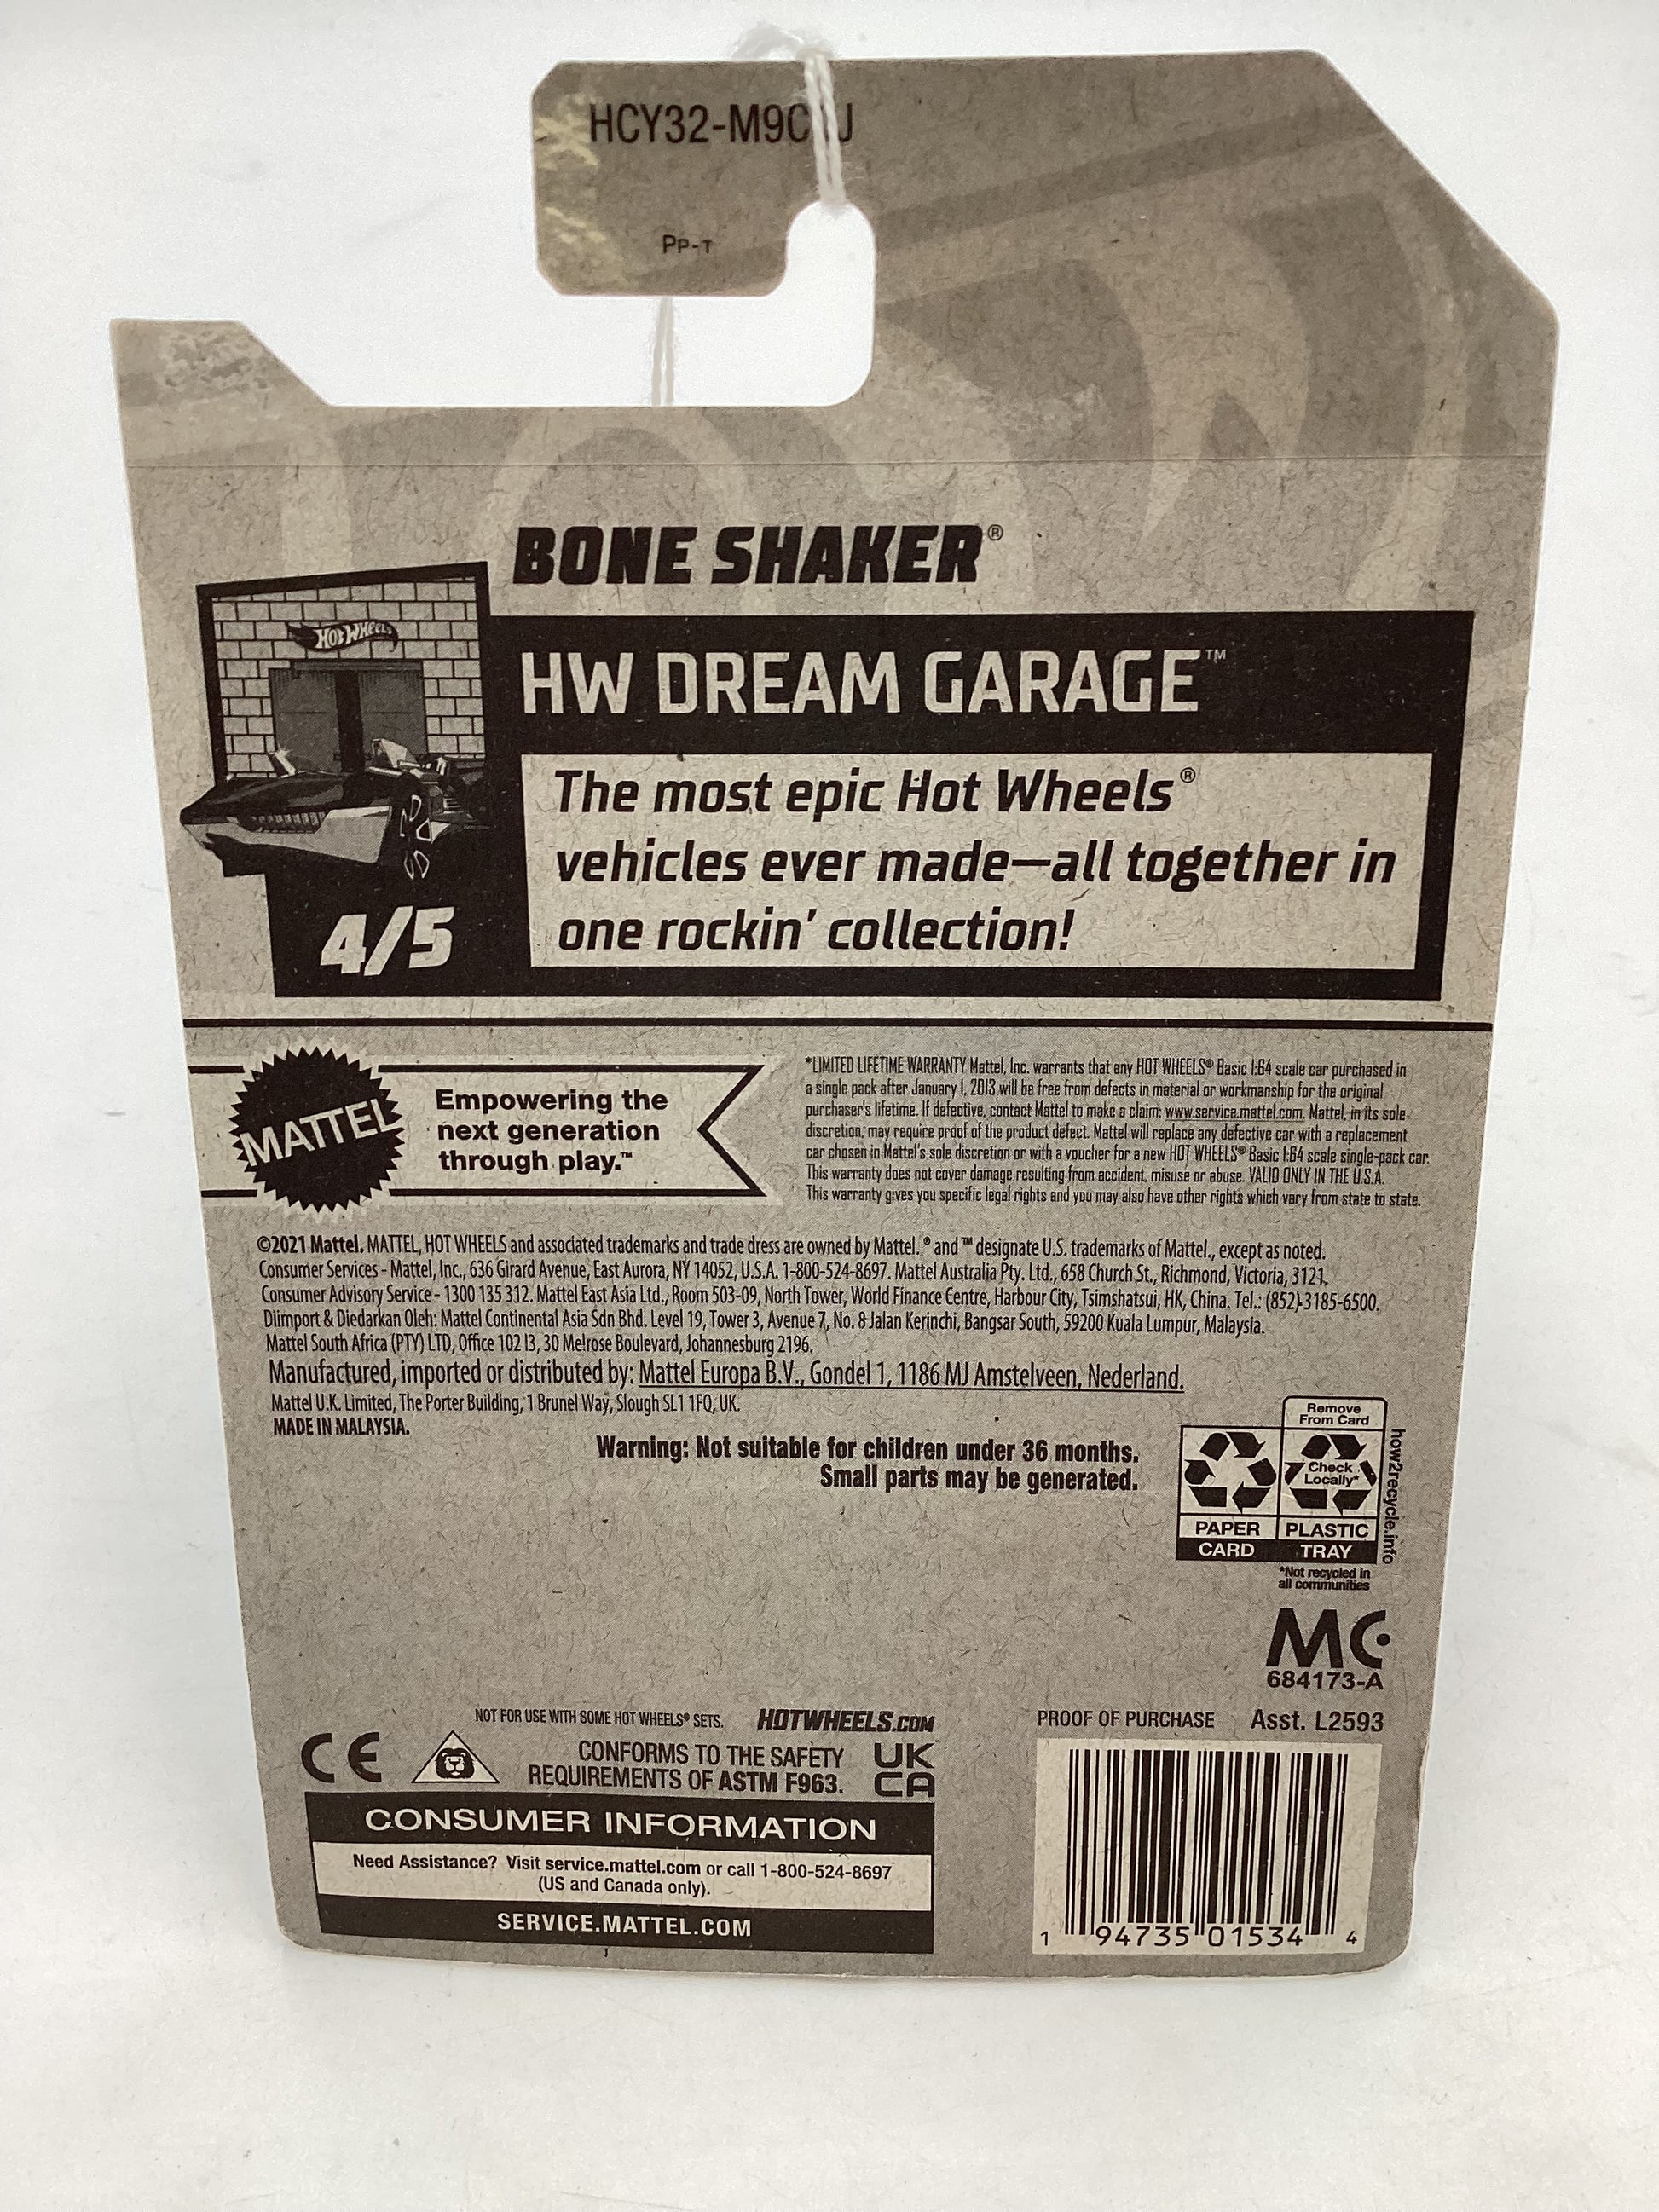 HCY32-M9C
PP-T
BONE SHAKER®
HOT WHEELS
HW DREAM GARAGE™
The most epic Hot Wheels®
vehicles ever made—all together in
one rockin' collection!
4/5
MATTEL
Empowering the
next generation
through play.™
*LIMITED LIFETIME WARRANTY Mattel, Inc. warrants that any HOT WHEELS® Basic 1:64 scale car purchased in
a single pack after January 1, 2013 will be free from defects in material or workmanship for the original
purchaser's lifetime. If defective, contact Mattel to make a claim: www.service.mattel.com. Mattel, in its sole
discretion, may require proof of the product defect. Mattel will replace any defective car with a replacement
car chosen in Mattel's sole discretion or with a voucher for a new HOT WHEELS® Basic 1:64 scale single-pack car.
This warranty does not cover damage resulting from accident, misuse or abuse. VALID ONLY IN THE U.S.A.
This warranty gives you specific legal rights and you may also have other rights which vary from state to state.
©2021 Mattel. MATTEL, HOT WHEELS and associated trademarks and trade dress are owned by Mattel. ® and ™ designate U.S. trademarks of Mattel., except as noted.
Consumer Services - Mattel, Inc., 636 Girard Avenue, East Aurora, NY 14052, U.S.A. 1-800-524-8697. Mattel Australia Pty. Ltd., 658 Church St., Richmond, Victoria, 3121,
Consumer Advisory Service - 1300 135 312. Mattel East Asia Ltd., Room 503-09, North Tower, World Finance Centre, Harbour City, Tsimshatsui, HK, China. Tel.: (852)-3185-6500.
Diimport & Diedarkan Oleh: Mattel Continental Asia Sdn Bhd. Level 19, Tower 3, Avenue 7, No. 8 Jalan Kerinchi, Bangsar South, 59200 Kuala Lumpur, Malaysia.
Mattel South Africa (PTY) LTD, Office 102 I3, 30 Melrose Boulevard, Johannesburg 2196.
Manufactured, imported or distributed by: Mattel Europa B.V., Gondel 1, 1186 MJ Amstelveen, Nederland.
Mattel U.K. Limited, The Porter Building, 1 Brunel Way, Slough SL1 1FQ, UK.
MADE IN MALAYSIA.
Warning: Not suitable for children under 36 months.
Small parts may be generated.
Remove
From Card
Check
Locally*
PAPER PLASTIC
CARD TRAY
how2recycle.info
*Not recycled in
all communities
MC
684173-A
NOT FOR USE WITH SOME HOT WHEELS® SETS. HOTWHEELS.COM
PROOF OF PURCHASE Asst. L2593
CE
CONFORMS TO THE SAFETY
REQUIREMENTS OF ASTM F963.
UK
CA
CONSUMER INFORMATION
Need Assistance? Visit service.mattel.com or call 1-800-524-8697
(US and Canada only).
SERVICE.MATTEL.COM
1 94735 01534 4